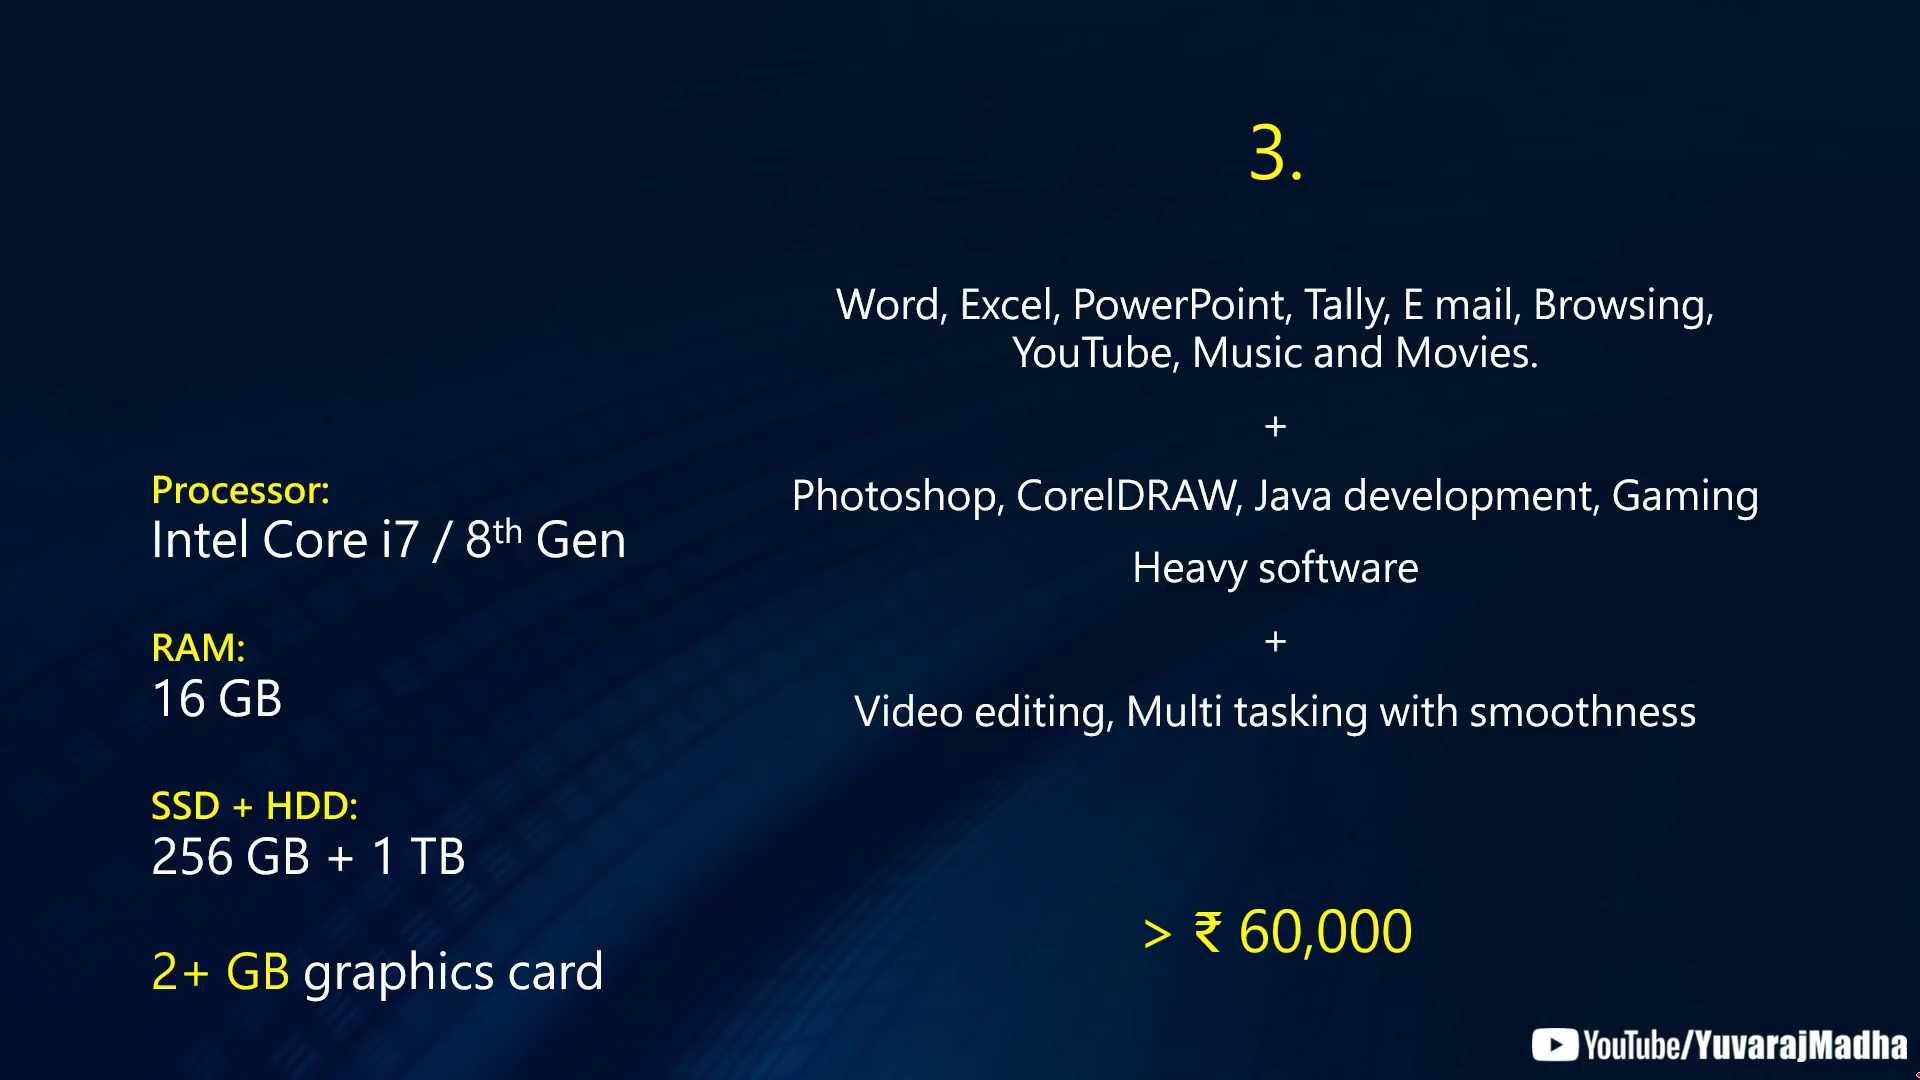 3.
Word, Excel, PowerPoint, Tally, E mail, Browsing,
YouTube, Music and Movies.
+
Photoshop, CorelDRAW, Java development, Gaming
Heavy software
+
Video editing, Multi tasking with smoothness
> ₹ 60,000
Processor:
Intel Core i7 / 8th Gen
RAM:
16 GB
SSD + HDD:
256 GB + 1 TB
2+ GB graphics card
YouTube/YuvarajMadha